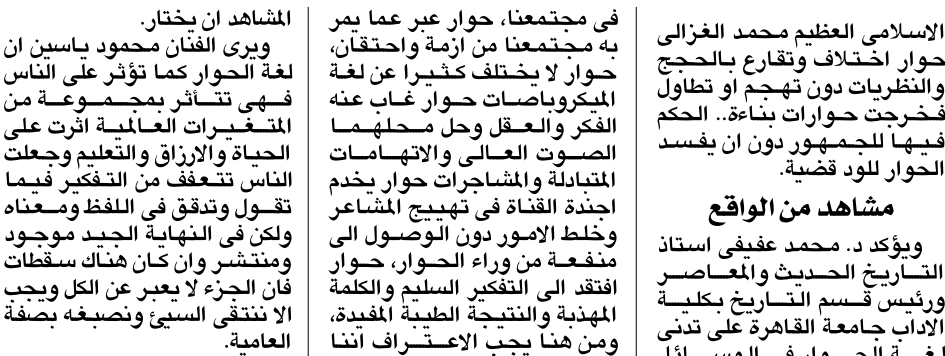 الاسلامى العظيم محمد الغزالى
حوار اختلاف وتقارع بالحجج
والنظريات دون تهجم او تطاول
فخرجت حوارات بناءة.. الحكم
فيها للجمهور دون ان يفسد
الحوار للود قضية.
مشاهد من الواقع
ويؤكد د. محمد عفيفى استاذ
التاريخ الحديث والمعاصر
ورئيس قسم التاريخ بكلية
الاداب جامعة القاهرة على تدنى
لغة الحوار فى الوسائل
فى مجتمعنا، حوار عبر عما يمر
به مجتمعنا من ازمة واحتقان،
حوار لا يختلف كثيرا عن لغة
الميكروباصات حوار غاب عنه
الفكر والعقل وحل محلهما
الصوت العالى والاتهامات
المتبادلة والمشاجرات حوار يخدم
اجندة القناة فى تهييج المشاعر
وخلط الامور دون الوصول الى
منفعة من وراء الحوار، حوار
افتقد الى التفكير السليم والكلمة
المهذبة والنتيجة الطيبة المفيدة،
ومن هنا يجب الاعتراف اننا
المشاهد ان يختار.
ويرى الفنان محمود ياسين ان
لغة الحوار كما تؤثر على الناس
فهى تتأثر بمجموعة من
المتغيرات العالمية اثرت على
الحياة والارزاق والتعليم وجعلت
الناس تتعفف من التفكير فيما
تقول وتدقق فى اللفظ ومعناه
ولكن فى النهاية الجيد موجود
ومنتشر وان كان هناك سقطات
فان الجزء لا يعبر عن الكل ويجب
الا ننتقى السيئ ونصبغه بصفة
العامية.